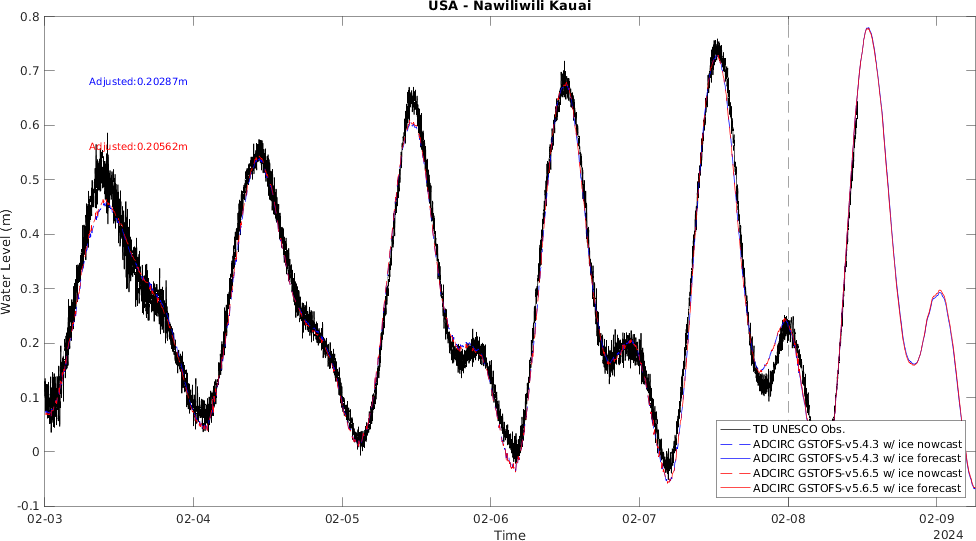 USA - Nawiliwili Kauai
0.8
0.7
Adjusted:0.20287m
0.6
Adjusted:0.20562m
0.5
0.4
Water Level (m)
0.3
0.2
0.1
0
-0.1
TD UNESCO Obs.
ADCIRC GSTOFS-v5.4.3 w/ ice nowcast
ADCIRC GSTOFS-v5.4.3 w/ ice forecast
ADCIRC GSTOFS-v5.6.5 w/ ice nowcast
ADCIRC GSTOFS-v5.6.5 w/ ice forecast
02-03 02-04 02-05 02-06 02-07 02-08 02-09
Time
2024